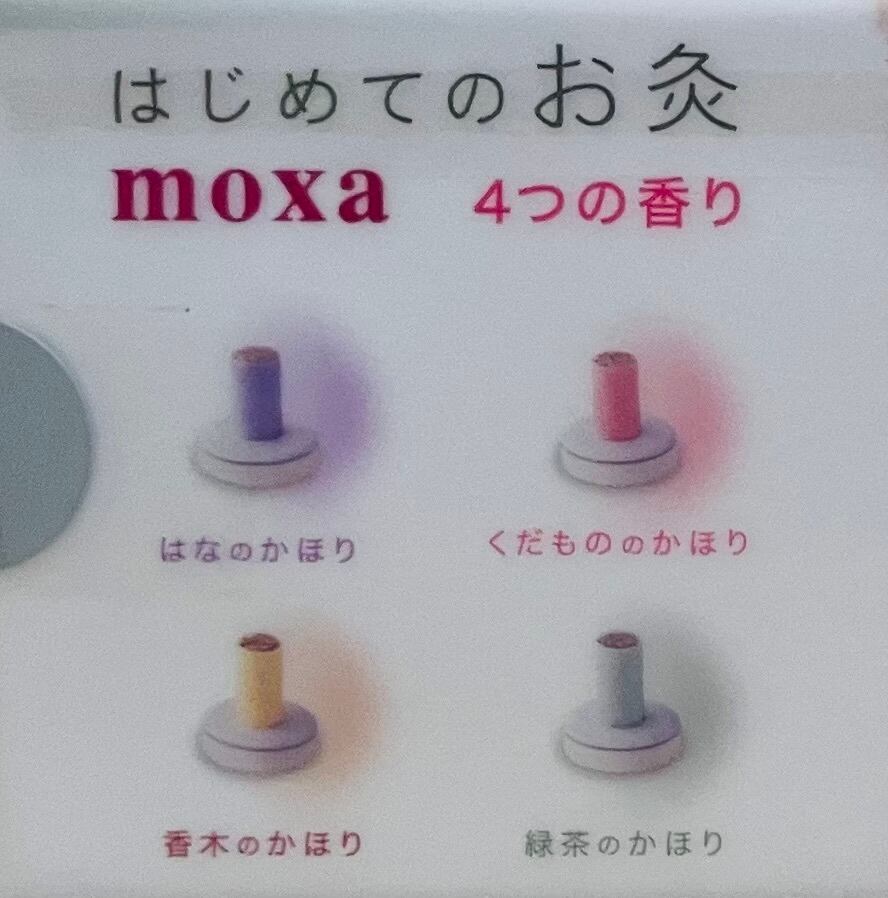 はじめてのお灸
moxa 4つの香り
はなのかほり
くだもののかほり
香木のかほり
緑茶のかほり